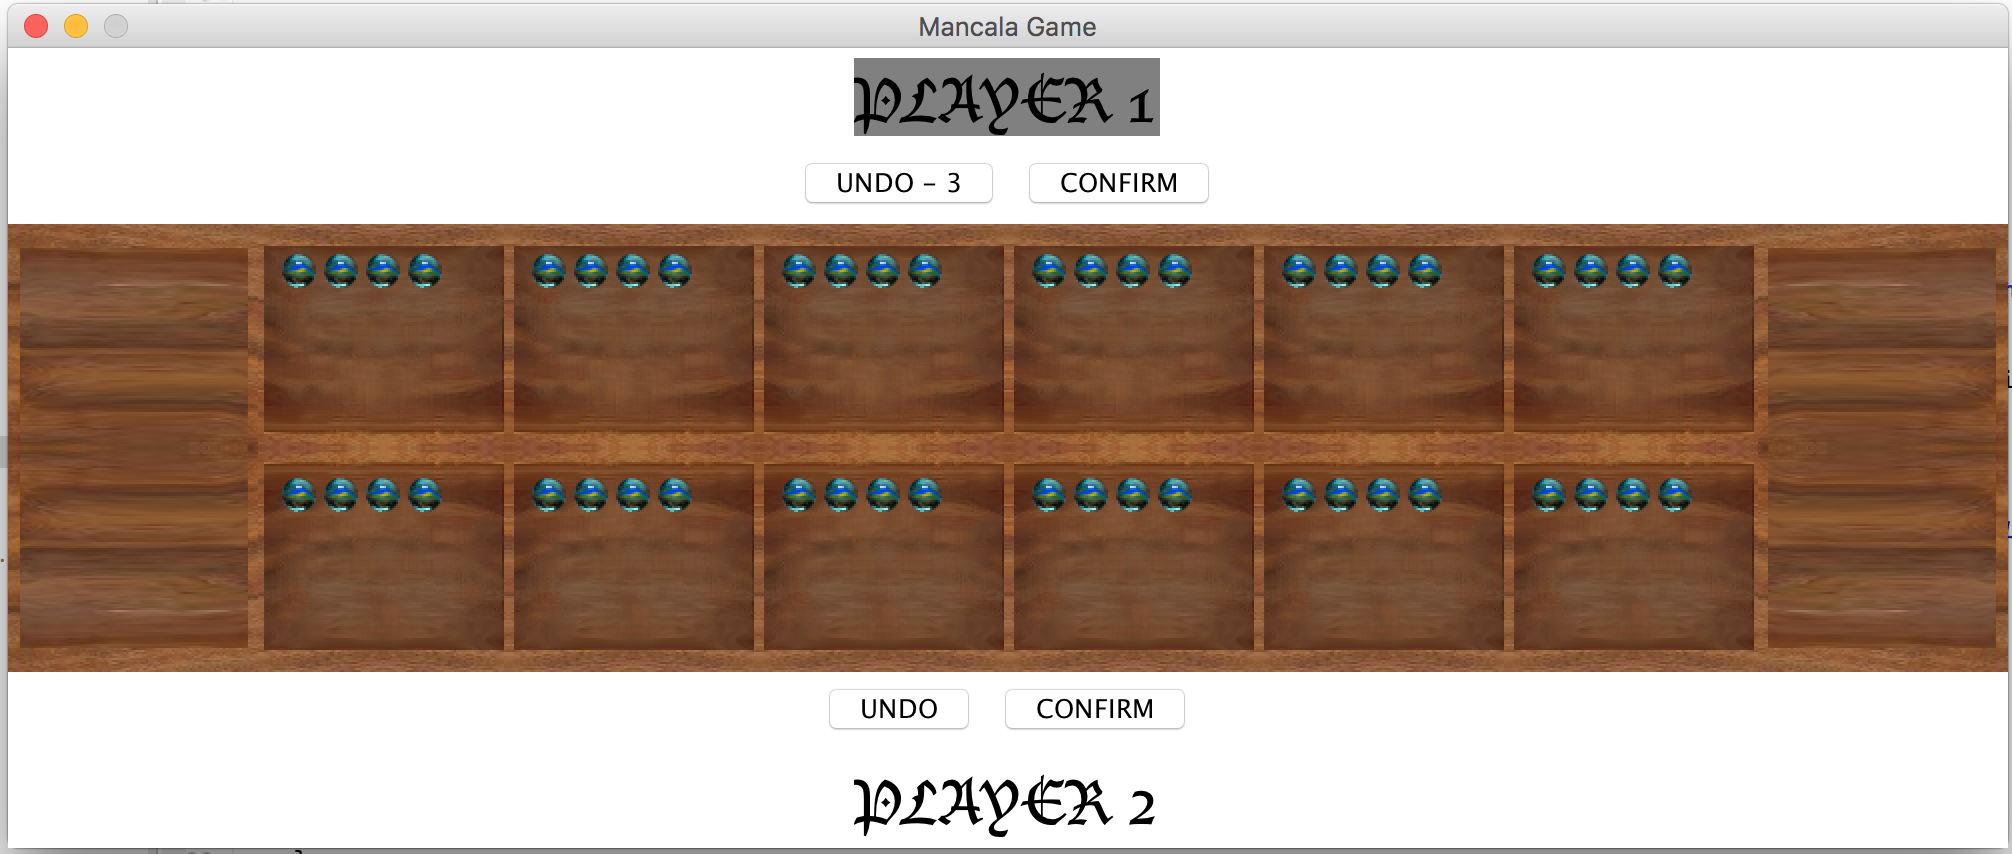 Mancala Game
PLAYER 1
UNDO - 3 CONFIRM
UNDO CONFIRM
PLAYER 2